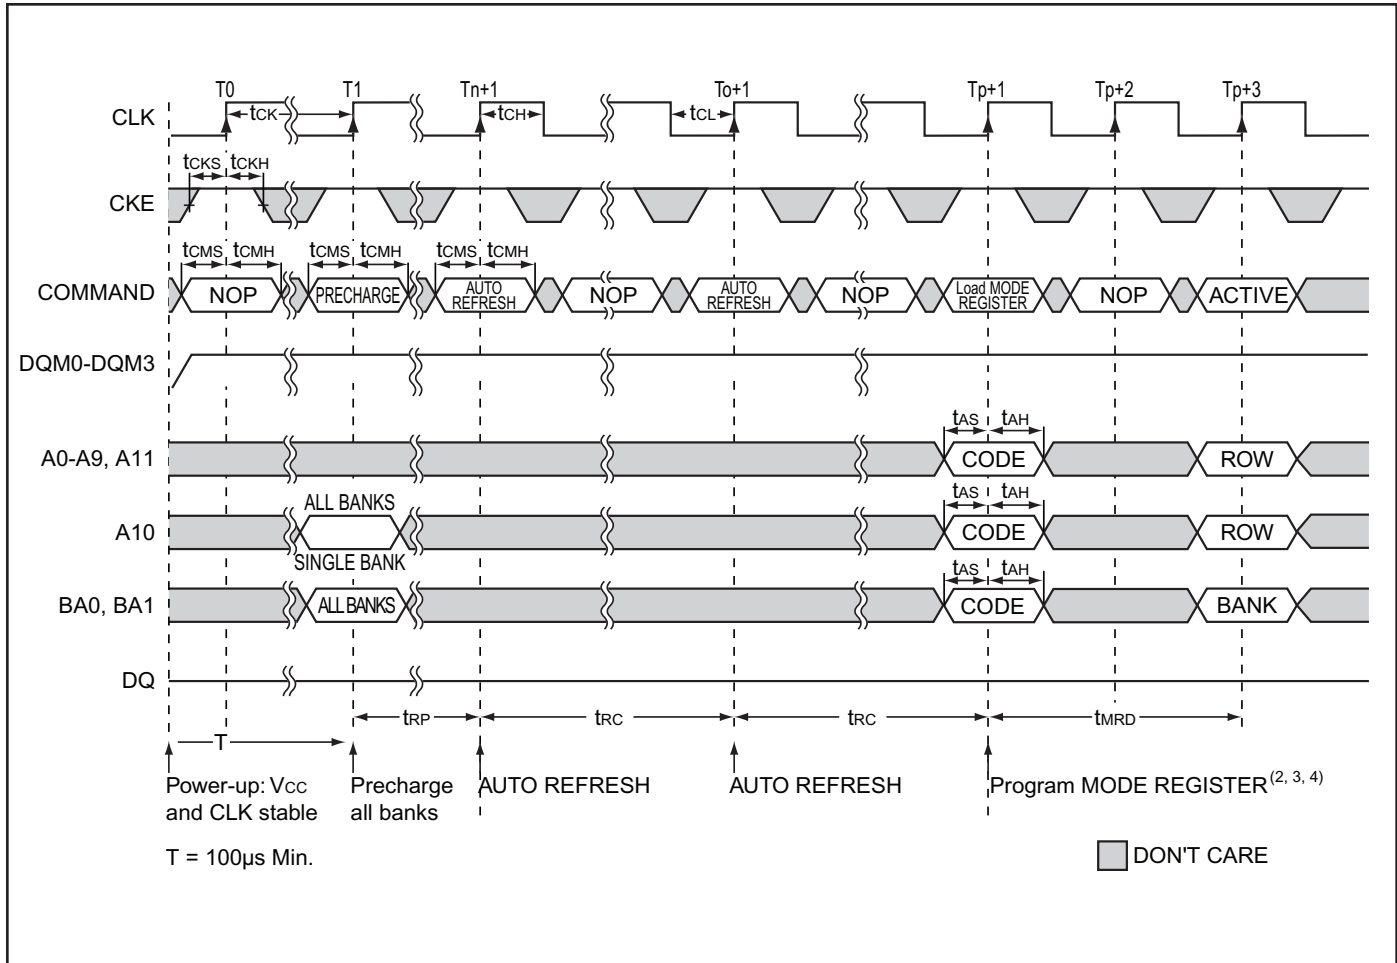 T0 T1 Tn+1 To+1 Tp+1 Tp+2 Tp+3
CLK tCK tCH tCL
tCKS tCKH
CKE
tCMS tCMH tCMS tCMH tCMS tCMH
COMMAND NOP PRECHARGE AUTO REFRESH NOP AUTO REFRESH NOP Load MODE REGISTER NOP ACTIVE
DQM0-DQM3
tAS tAH
A0-A9, A11 CODE ROW
ALL BANKS tAS tAH
A10 CODE ROW
SINGLE BANK tAS tAH
BA0, BA1 ALL BANKS CODE BANK
DQ
tRP tRC tRC tMRD
T
Power-up: VCC Precharge AUTO REFRESH AUTO REFRESH Program MODE REGISTER(2, 3, 4)
and CLK stable all banks
T = 100µs Min. DON'T CARE